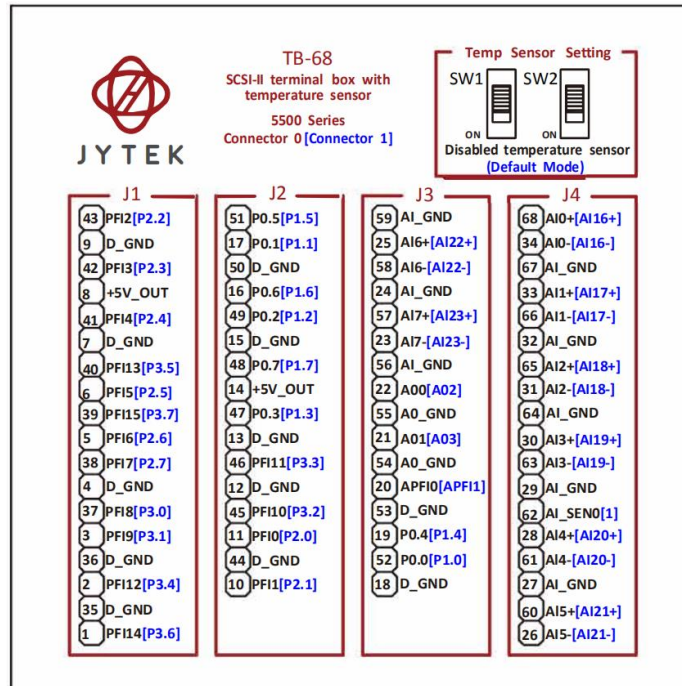 TB-68
SCSI-II terminal box with
temperature sensor
5500 Series
Connector 0[Connector 1]
JYTEK
Temp Sensor Setting
SW1 SW2
ON ON
Disabled temperature sensor
(Default Mode)
J1
43 PFI2[P2.2]
9 D_GND
42 PFI3[P2.3]
8 +5V_OUT
41 PFI4[P2.4]
7 D_GND
40 PFI13[P3.5]
6 PFI5[P2.5]
39 PFI15[P3.7]
5 PFI6[P2.6]
38 PFI7[P2.7]
4 D_GND
37 PFI8[P3.0]
3 PFI9[P3.1]
36 D_GND
2 PFI12[P3.4]
35 D_GND
1 PFI14[P3.6]
J2
51 P0.5[P1.5]
17 P0.1[P1.1]
50 D_GND
16 P0.6[P1.6]
49 P0.2[P1.2]
15 D_GND
48 P0.7[P1.7]
14 +5V_OUT
47 P0.3[P1.3]
13 D_GND
46 PFI11[P3.3]
12 D_GND
45 PFI10[P3.2]
11 PFI0[P2.0]
44 D_GND
10 PFI1[P2.1]
J3
59 AI_GND
25 AI6+[AI22+]
58 AI6-[AI22-]
24 AI_GND
57 AI7+[AI23+]
23 AI7-[AI23-]
56 AI_GND
22 A00[A02]
55 A0_GND
21 A01[A03]
54 A0_GND
20 APFI0[APFI1]
53 D_GND
19 P0.4[P1.4]
52 P0.0[P1.0]
18 D_GND
J4
68 AI0+[AI16+]
34 AI0-[AI16-]
67 AI_GND
33 AI1+[AI17+]
66 AI1-[AI17-]
32 AI_GND
65 AI2+[AI18+]
31 AI2-[AI18-]
64 AI_GND
30 AI3+[AI19+]
63 AI3-[AI19-]
29 AI_GND
62 AI_SEN0[1]
28 AI4+[AI20+]
61 AI4-[AI20-]
27 AI_GND
60 AI5+[AI21+]
26 AI5-[AI21-]